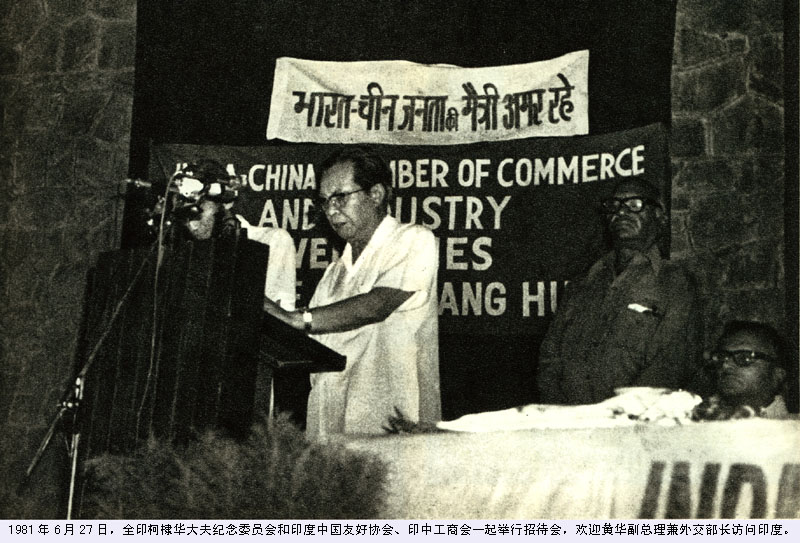 भारत-चीन जनता की मैत्री अमर रहे
-CHINA MBER OF COMMERCE
AND USTRY
WE ES
ANG HU
IND
1981 年 6 月 27 日，全印柯棣华大夫纪念委员会和印度中国友好协会、印中工商会一起举行招待会，欢迎黄华副总理兼外交部长访问印度。